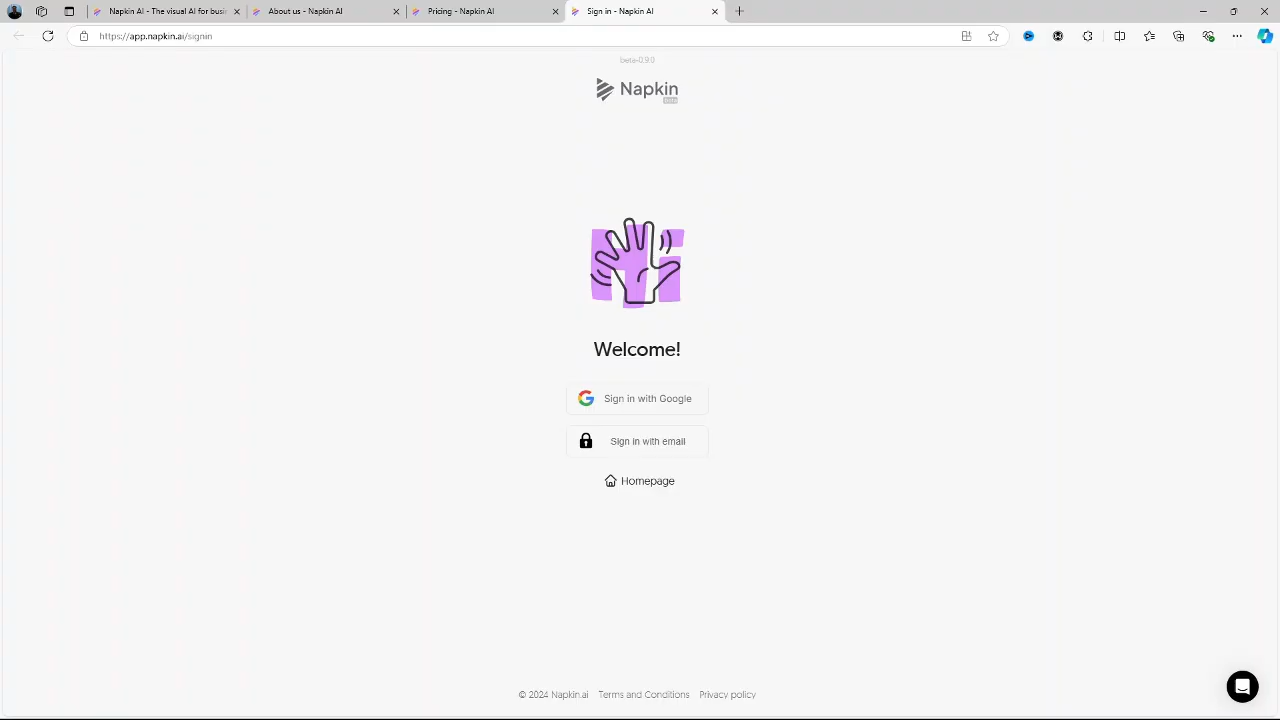 Napkin AI - The visual AI for busi
About us - Napkin AI
Pricing - Napkin AI
Sign in - Napkin AI
https://app.napkin.ai/signin
beta-0.9.0
Napkin
Beta
Welcome!
Sign in with Google
Sign in with email
Homepage
© 2024 Napkin.ai Terms and Conditions Privacy policy